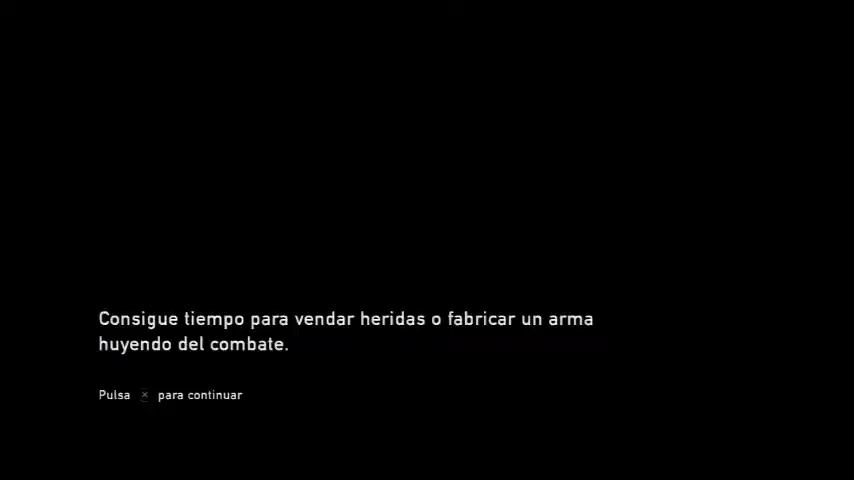 Consigue tiempo para vendar heridas o fabricar un arma
huyendo del combate.
Pulsa × para continuar